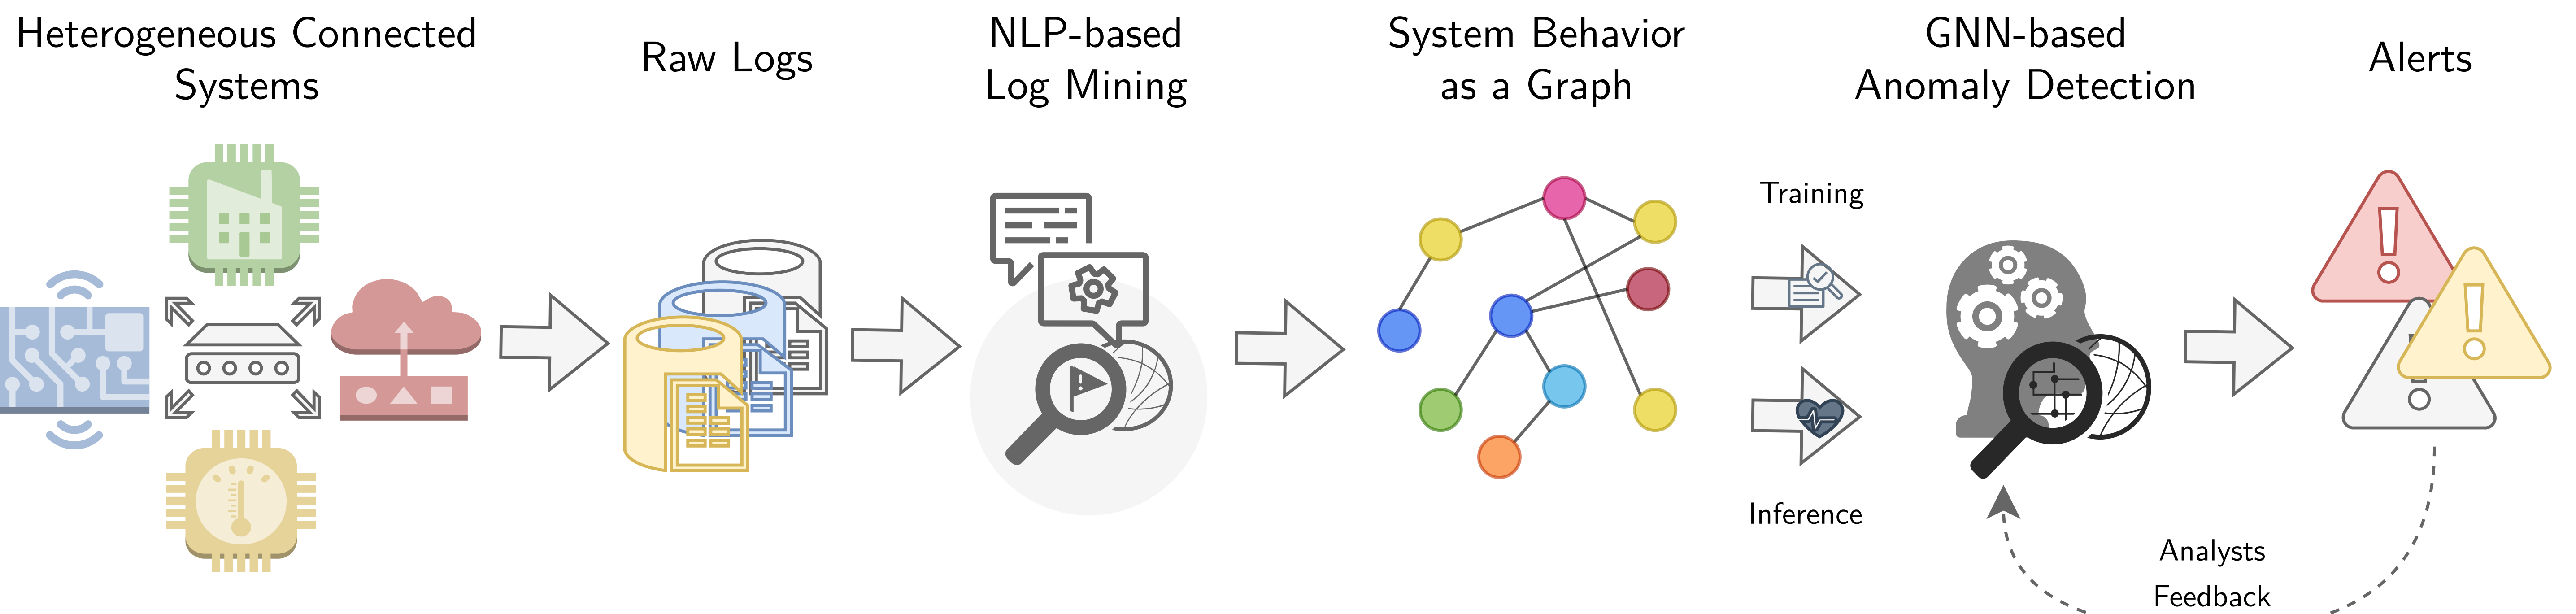 Heterogeneous Connected
Systems
Raw Logs
NLP-based
Log Mining
System Behavior
as a Graph
GNN-based
Anomaly Detection
Alerts
Training
Inference
Analysts
Feedback